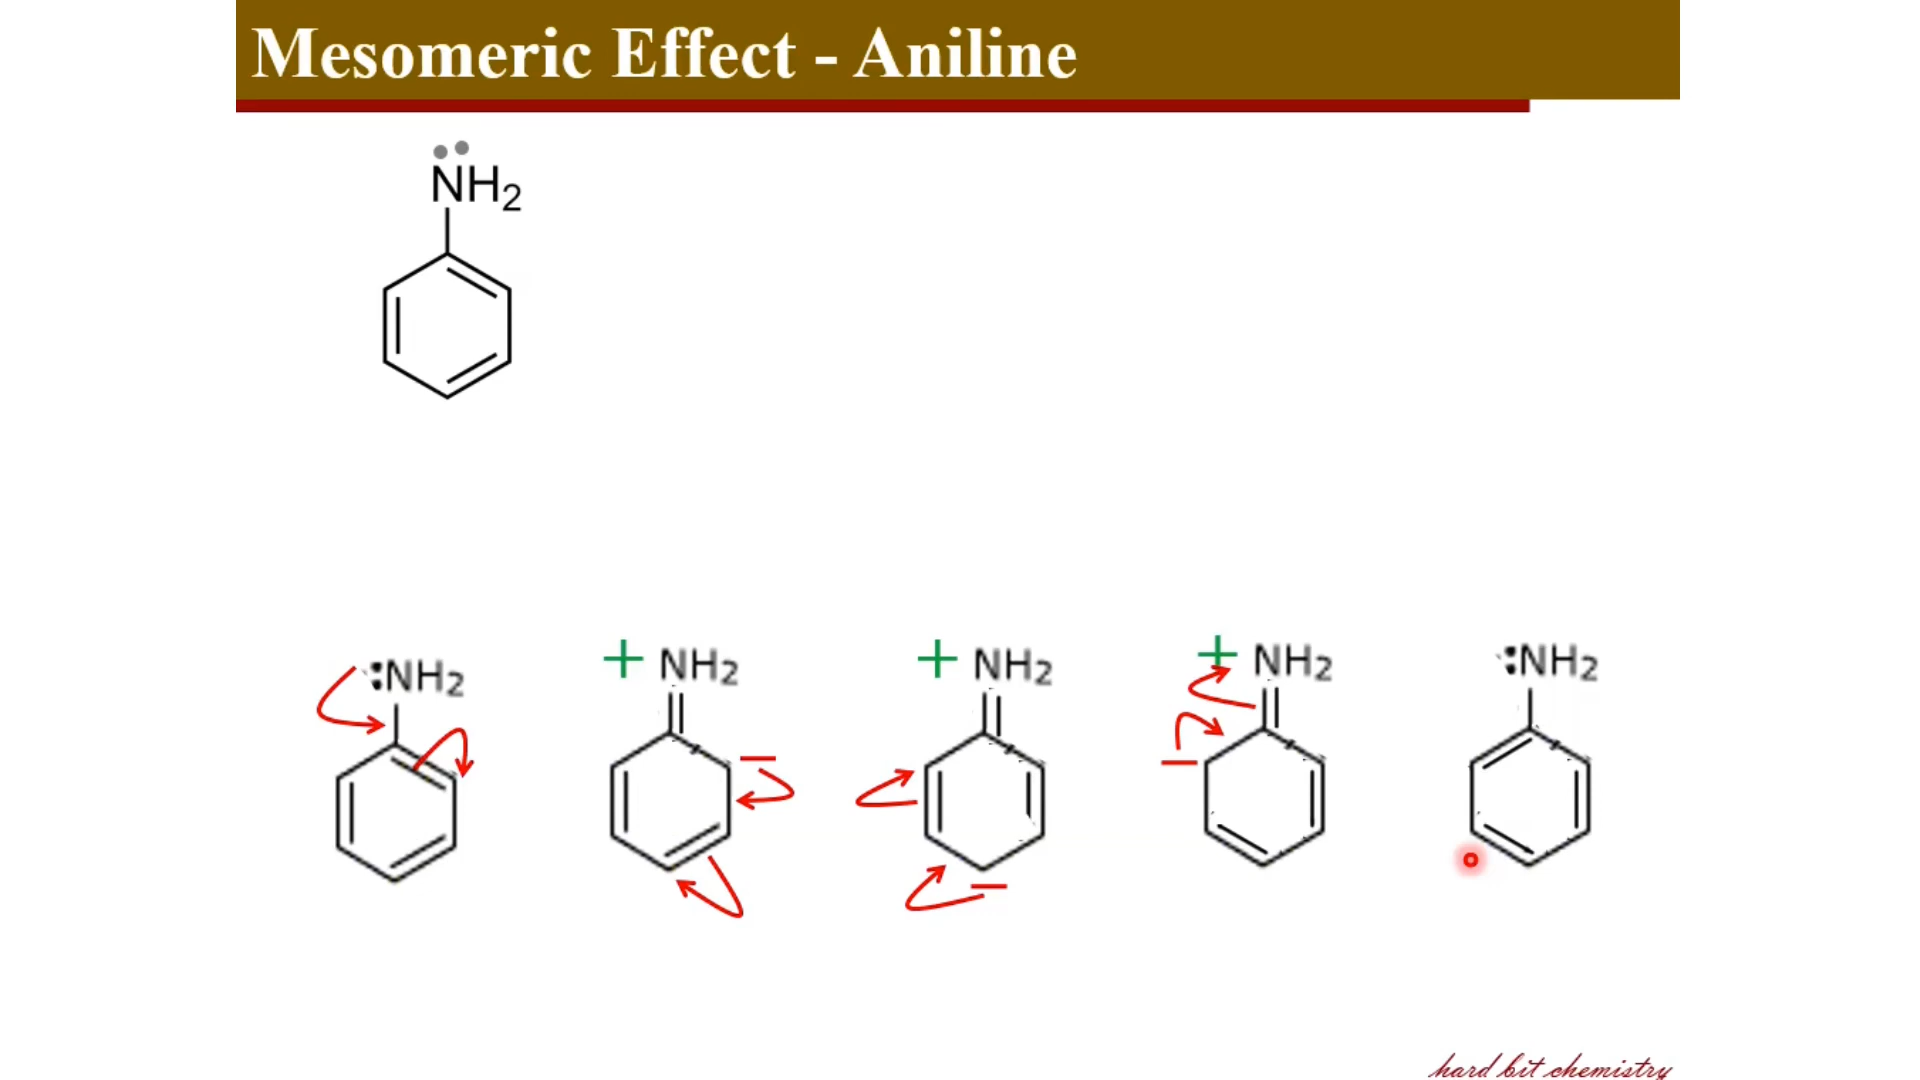 Mesomeric Effect - Aniline
NH2
:NH2
+ NH2
+ NH2
+ NH2
:NH2
hard bit chemistry